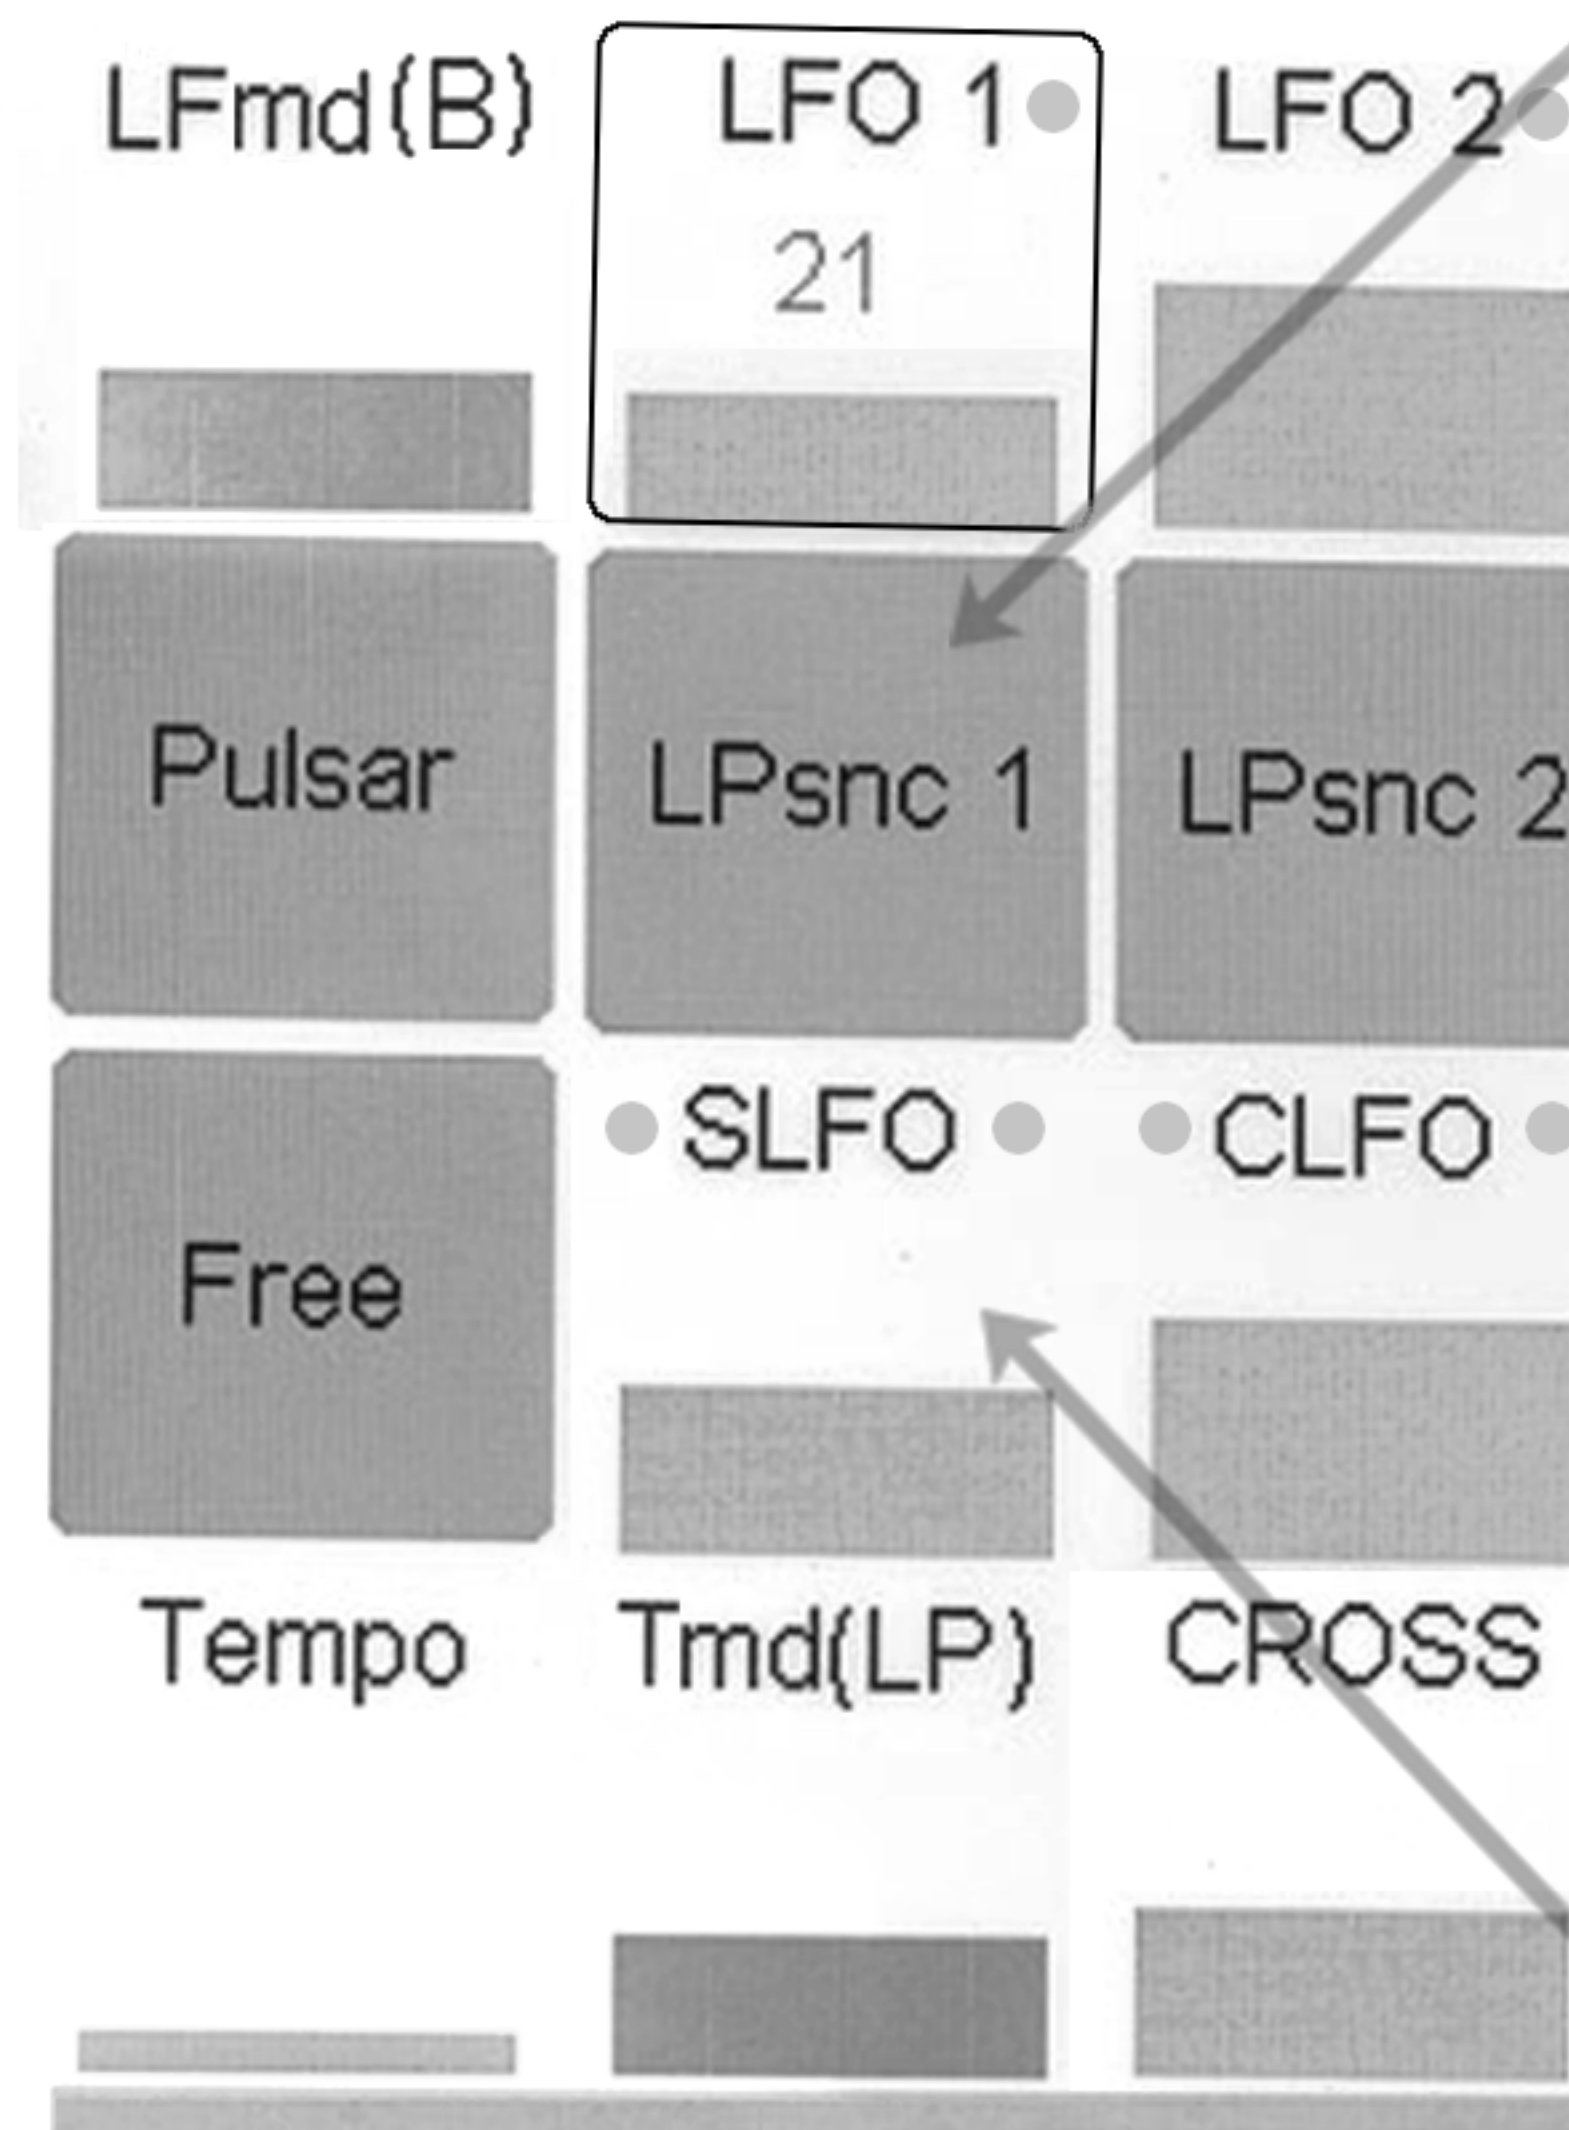 LFmd(B) LFO 1 LFO 2
21
Pulsar LPsnc 1 LPsnc 2
SLFO CLFO
Free
Tempo Tmd(LP) CROSS